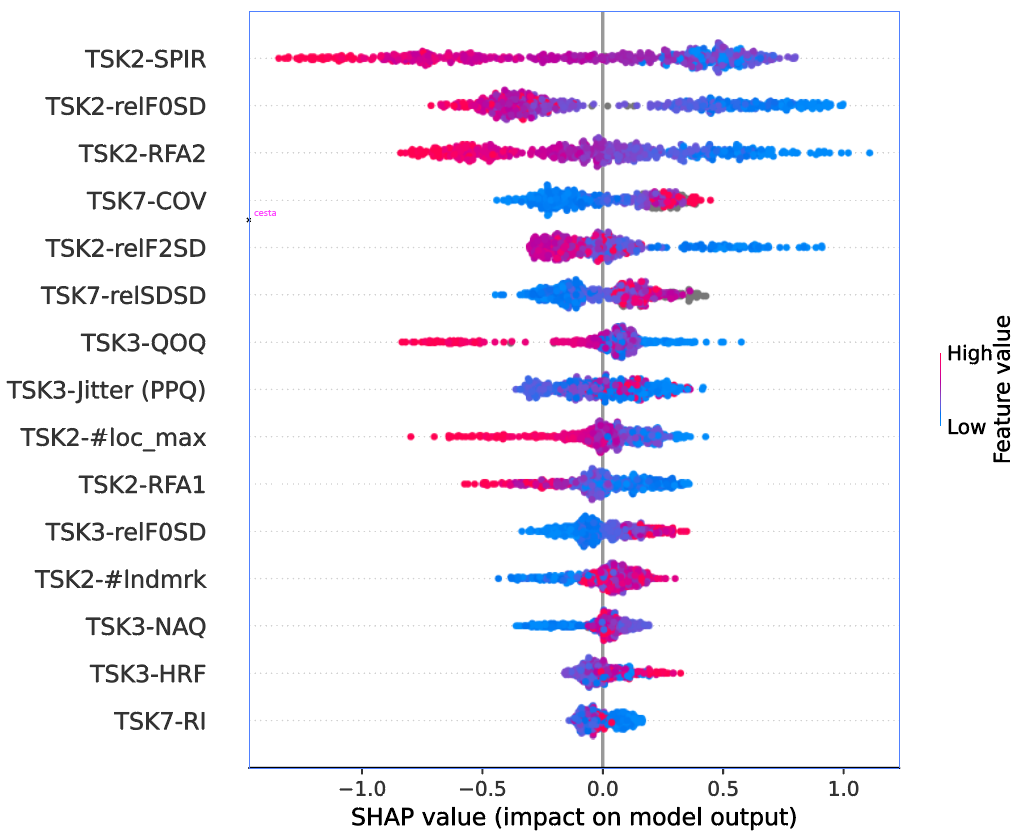 TSK2-SPIR
TSK2-relF0SD
TSK2-RFA2
TSK7-COV
cesta
TSK2-relF2SD
TSK7-relSDSD
TSK3-QOQ
TSK3-Jitter (PPQ)
TSK2-#loc_max
TSK2-RFA1
TSK3-relF0SD
TSK2-#lndmrk
TSK3-NAQ
TSK3-HRF
TSK7-RI
−1.0 −0.5 0.0 0.5 1.0
SHAP value (impact on model output)
High
Low
Feature value